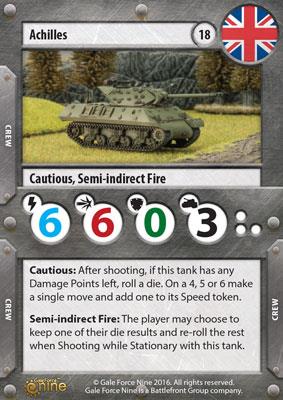 Achilles
18
CREW
Cautious, Semi-indirect Fire
6 6 0 3
CREW
CREW
Cautious: After shooting, if this tank has any
Damage Points left, roll a die. On a 4, 5 or 6 make
a single move and add one to its Speed token.
Semi-indirect Fire: The player may choose to
keep one of their die results and re-roll the rest
when Shooting while Stationary with this tank.
Gale Force
nine
© Gale Force Nine 2016. All rights reserved.
Gale Force Nine is a Battlefront Group company.